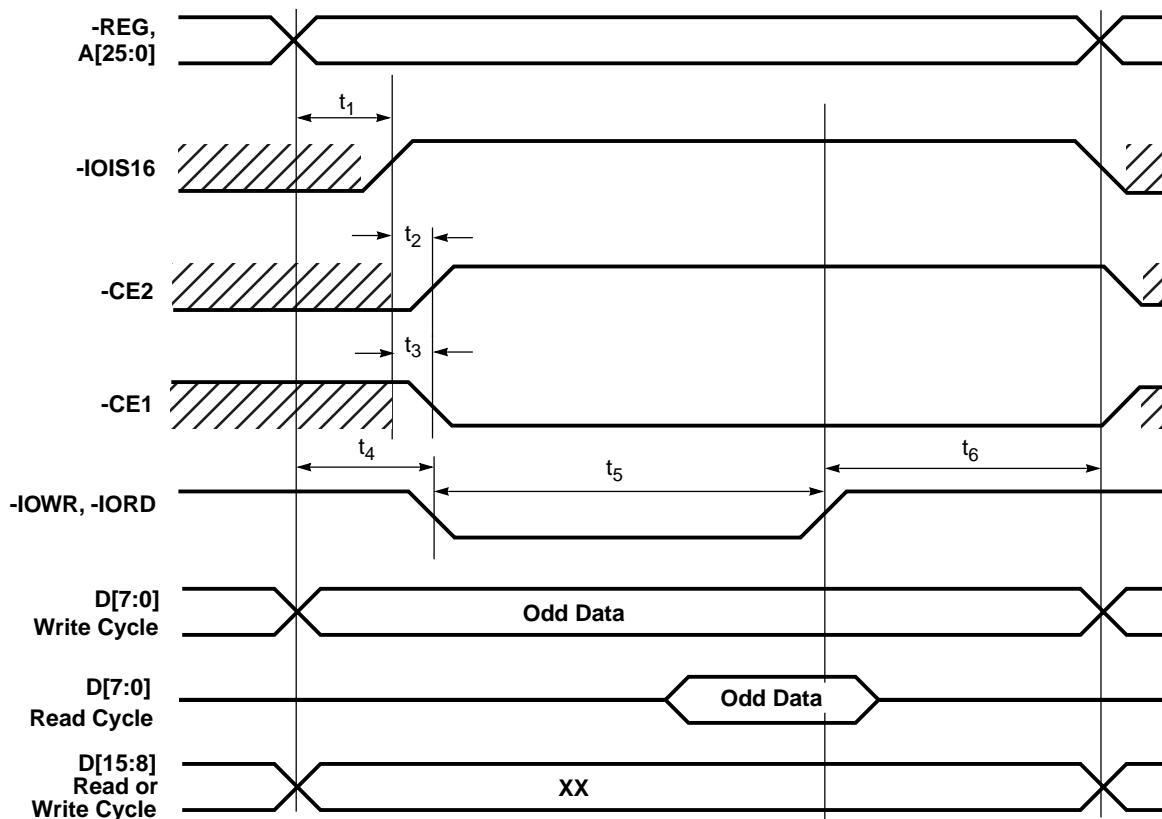 -REG,
A[25:0]
t1
-IOIS16
t2
-CE2
t3
-CE1
t4
t5
t6
-IOWR, -IORD
D[7:0]
Write Cycle
Odd Data
D[7:0]
Read Cycle
Odd Data
D[15:8]
Read or
Write Cycle
XX